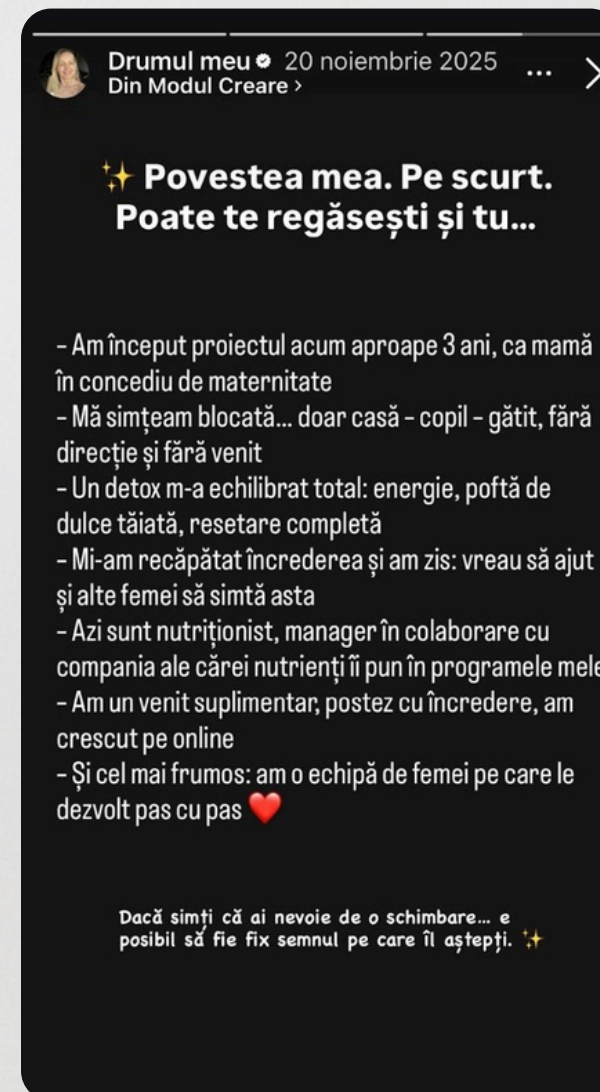 Drumul meu 20 noiembrie 2025
Din Modul Creare >
✨ Povestea mea. Pe scurt.
Poate te regăsești și tu...
- Am început proiectul acum aproape 3 ani, ca mamă
în concediu de maternitate
- Mă simțeam blocată... doar casă - copil - gătit, fără
direcție și fără venit
- Un detox m-a echilibrat total: energie, poftă de
dulce tăiată, resetare completă
- Mi-am recăpătat încrederea și am zis: vreau să ajut
și alte femei să simtă asta
- Azi sunt nutriționist, manager în colaborare cu
compania ale cărei nutrienți îi pun în programele mele
- Am un venit suplimentar, postez cu încredere, am
crescut pe online
- Și cel mai frumos: am o echipă de femei pe care le
dezvolt pas cu pas ❤️
Dacă simți că ai nevoie de o schimbare... e
posibil să fie fix semnul pe care îl aștepți. ✨